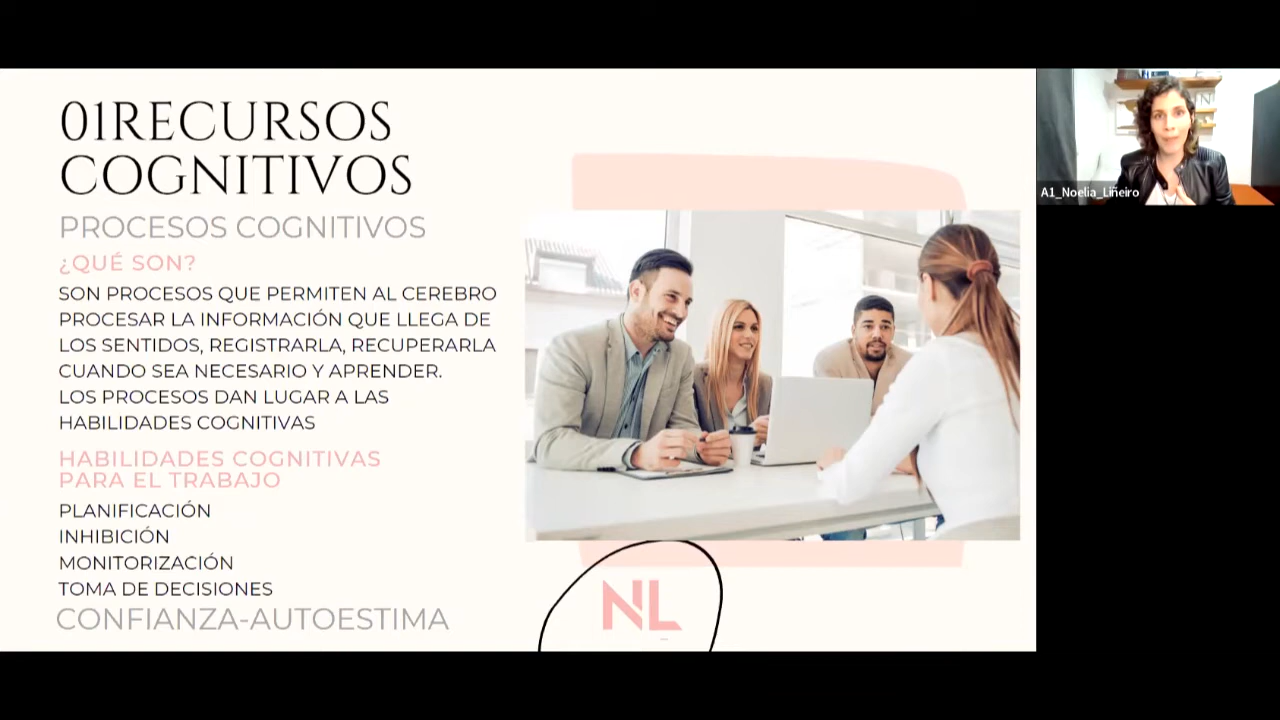 01RECURSOS
COGNITIVOS
PROCESOS COGNITIVOS
¿QUÉ SON?
SON PROCESOS QUE PERMITEN AL CEREBRO
PROCESAR LA INFORMACIÓN QUE LLEGA DE
LOS SENTIDOS, REGISTRARLA, RECUPERARLA
CUANDO SEA NECESARIO Y APRENDER.
LOS PROCESOS DAN LUGAR A LAS
HABILIDADES COGNITIVAS
HABILIDADES COGNITIVAS
PARA EL TRABAJO
PLANIFICACIÓN
INHIBICIÓN
MONITORIZACIÓN
TOMA DE DECISIONES
CONFIANZA-AUTOESTIMA
NL
A1_Noelia_Liñeiro